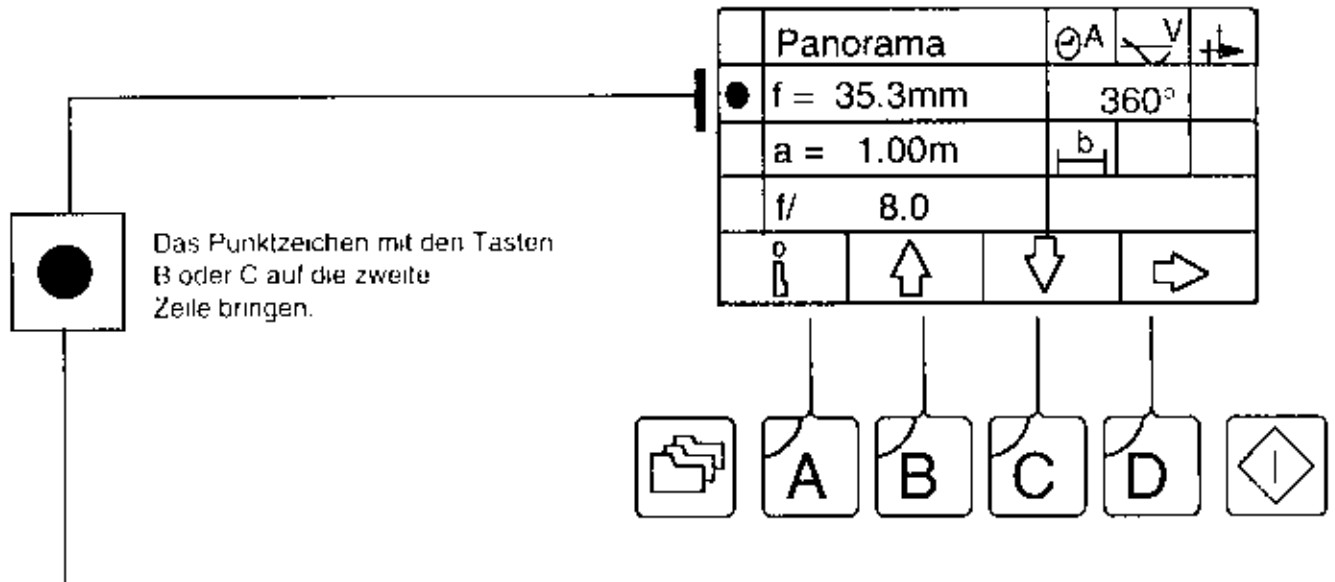 Panorama A V
f = 35.3mm 360°
a = 1.00m b
f/ 8.0
Das Punktzeichen mit den Tasten
B oder C auf die zweite
Zeile bringen.
A B C D